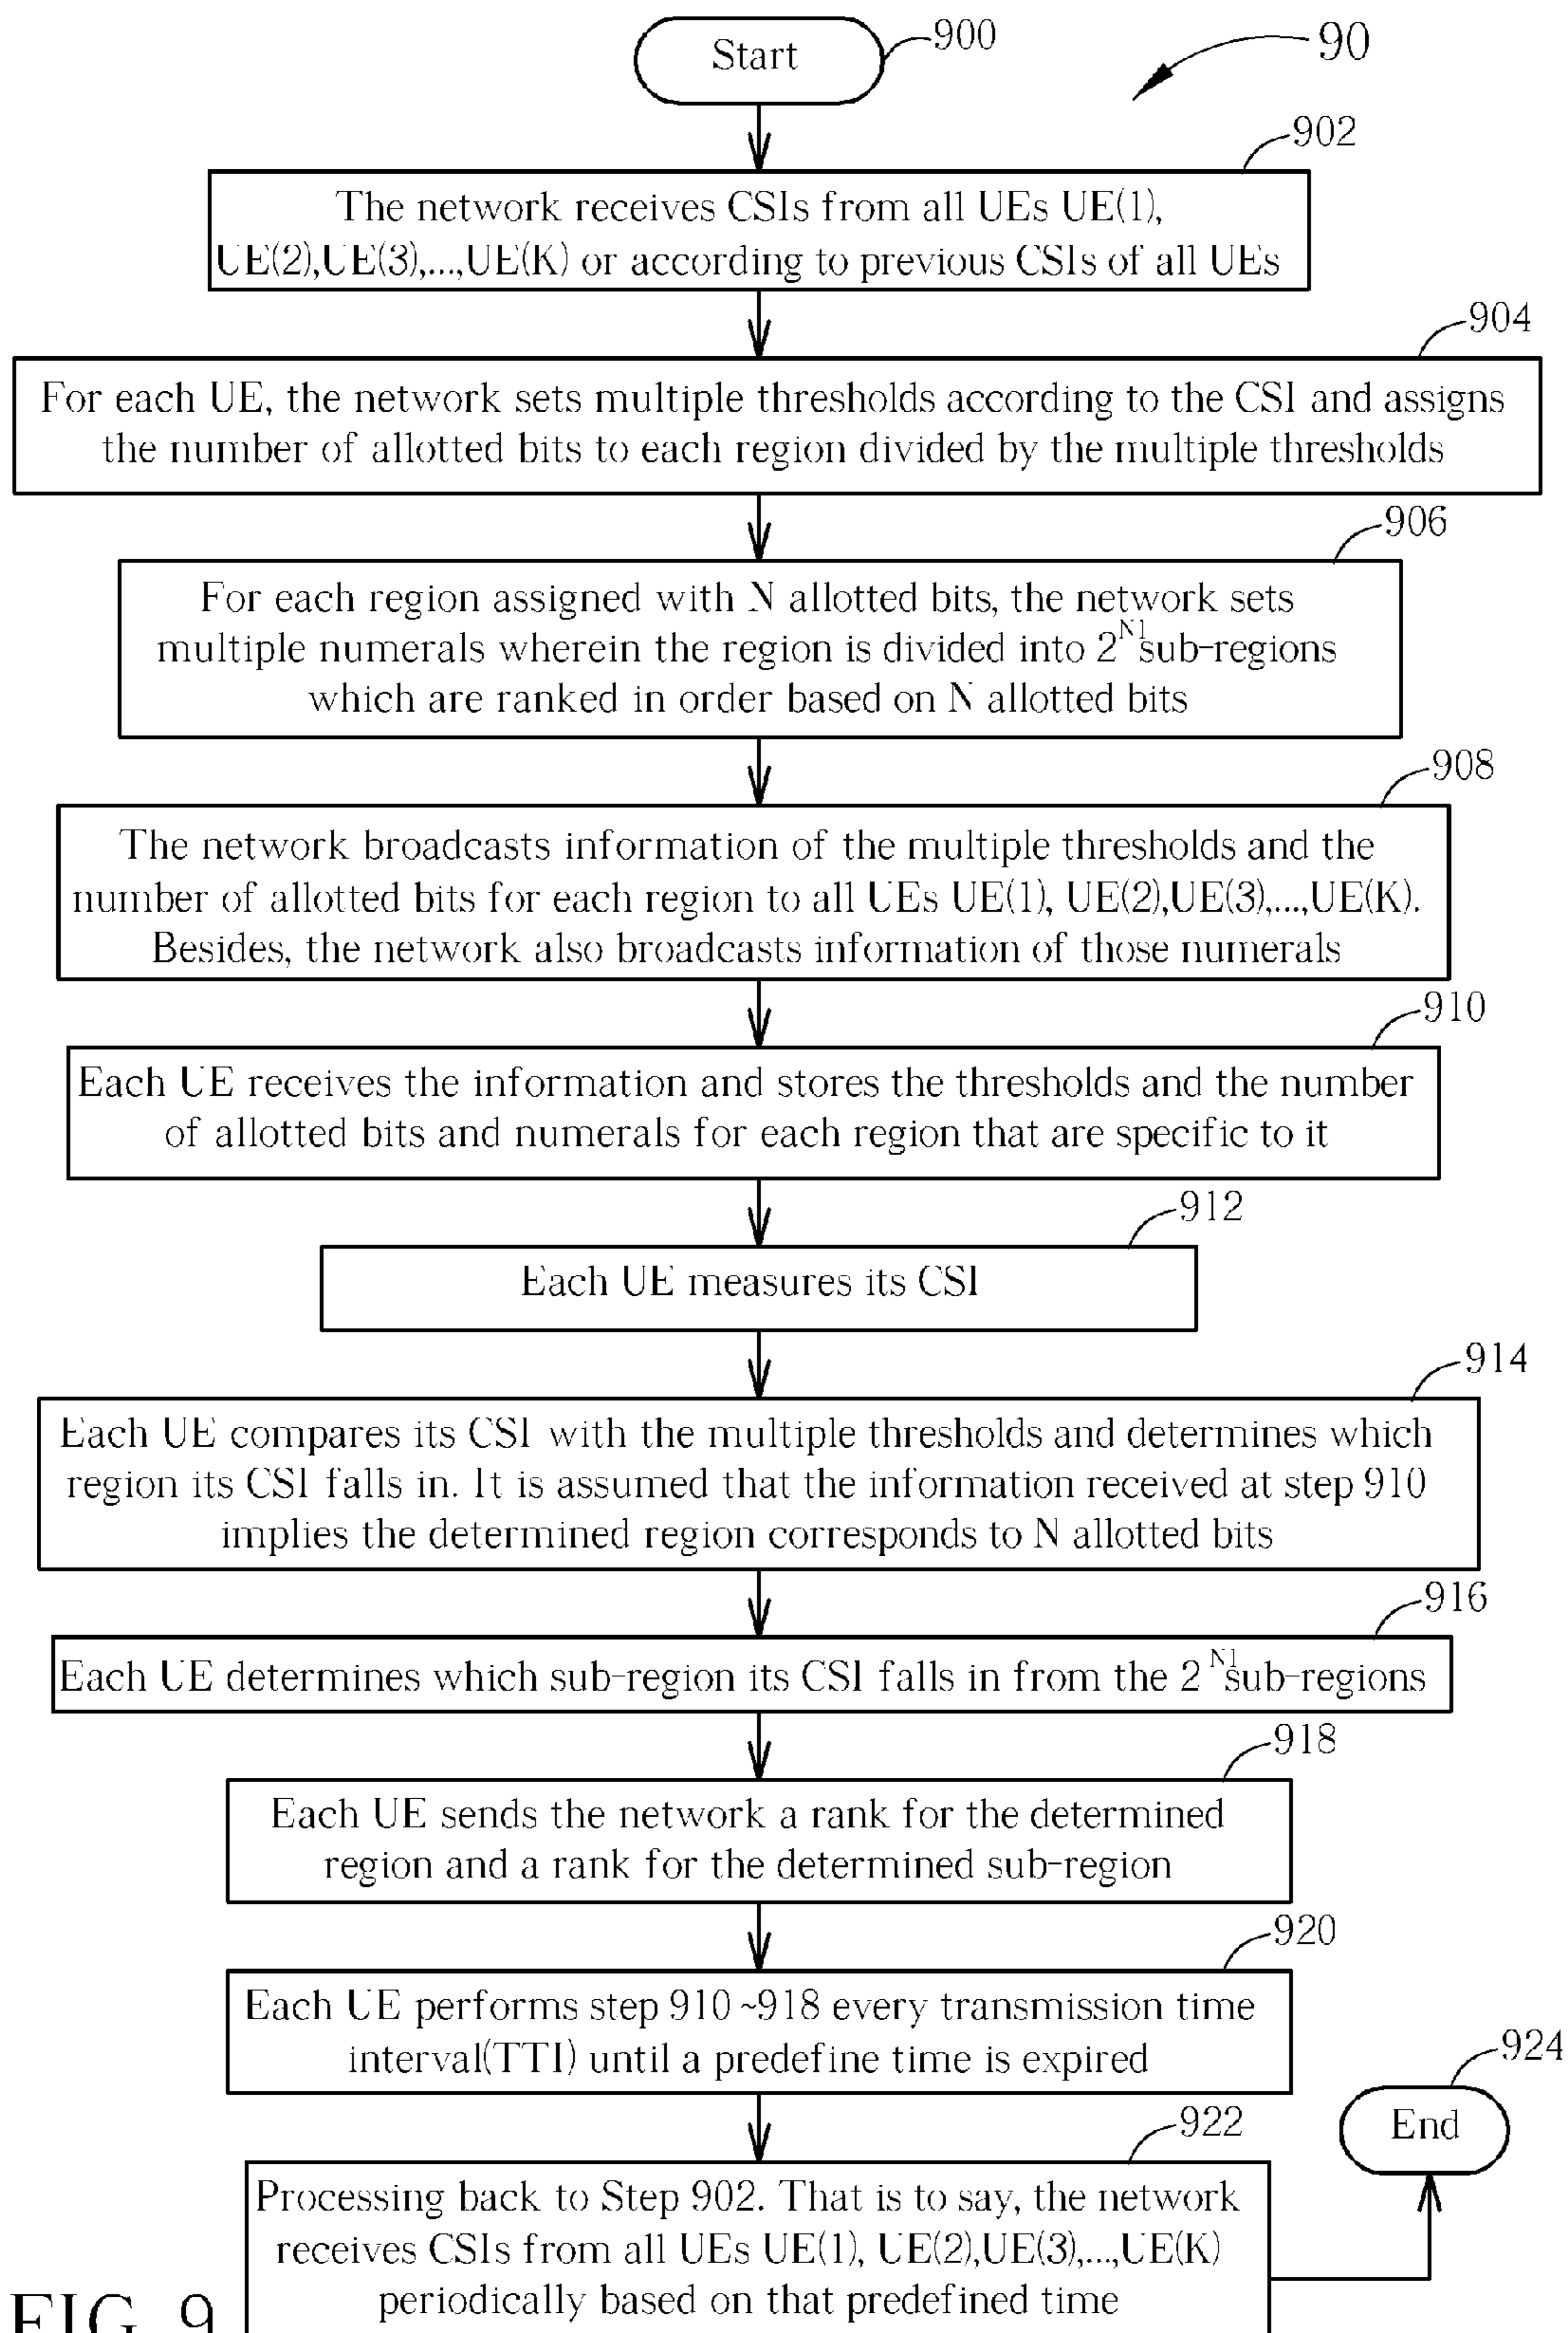 Start
900
90
902
The network receives CSIs from all UEs UE(1),
UE(2),UE(3),...,UE(K) or according to previous CSIs of all UEs
904
For each UE, the network sets multiple thresholds according to the CSI and assigns
the number of allotted bits to each region divided by the multiple thresholds
906
For each region assigned with N allotted bits, the network sets
multiple numerals wherein the region is divided into 2^N1 sub-regions
which are ranked in order based on N allotted bits
908
The network broadcasts information of the multiple thresholds and the
number of allotted bits for each region to all UEs UE(1), UE(2),UE(3),...,UE(K).
Besides, the network also broadcasts information of those numerals
910
Each UE receives the information and stores the thresholds and the number
of allotted bits and numerals for each region that are specific to it
912
Each UE measures its CSI
914
Each UE compares its CSI with the multiple thresholds and determines which
region its CSI falls in. It is assumed that the information received at step 910
implies the determined region corresponds to N allotted bits
916
Each UE determines which sub-region its CSI falls in from the 2^N1 sub-regions
918
Each UE sends the network a rank for the determined
region and a rank for the determined sub-region
920
Each UE performs step 910~918 every transmission time
interval(TTI) until a predefine time is expired
924
End
922
Processing back to Step 902. That is to say, the network
receives CSIs from all UEs UE(1), UE(2),UE(3),...,UE(K)
periodically based on that predefined time
FIG. 9